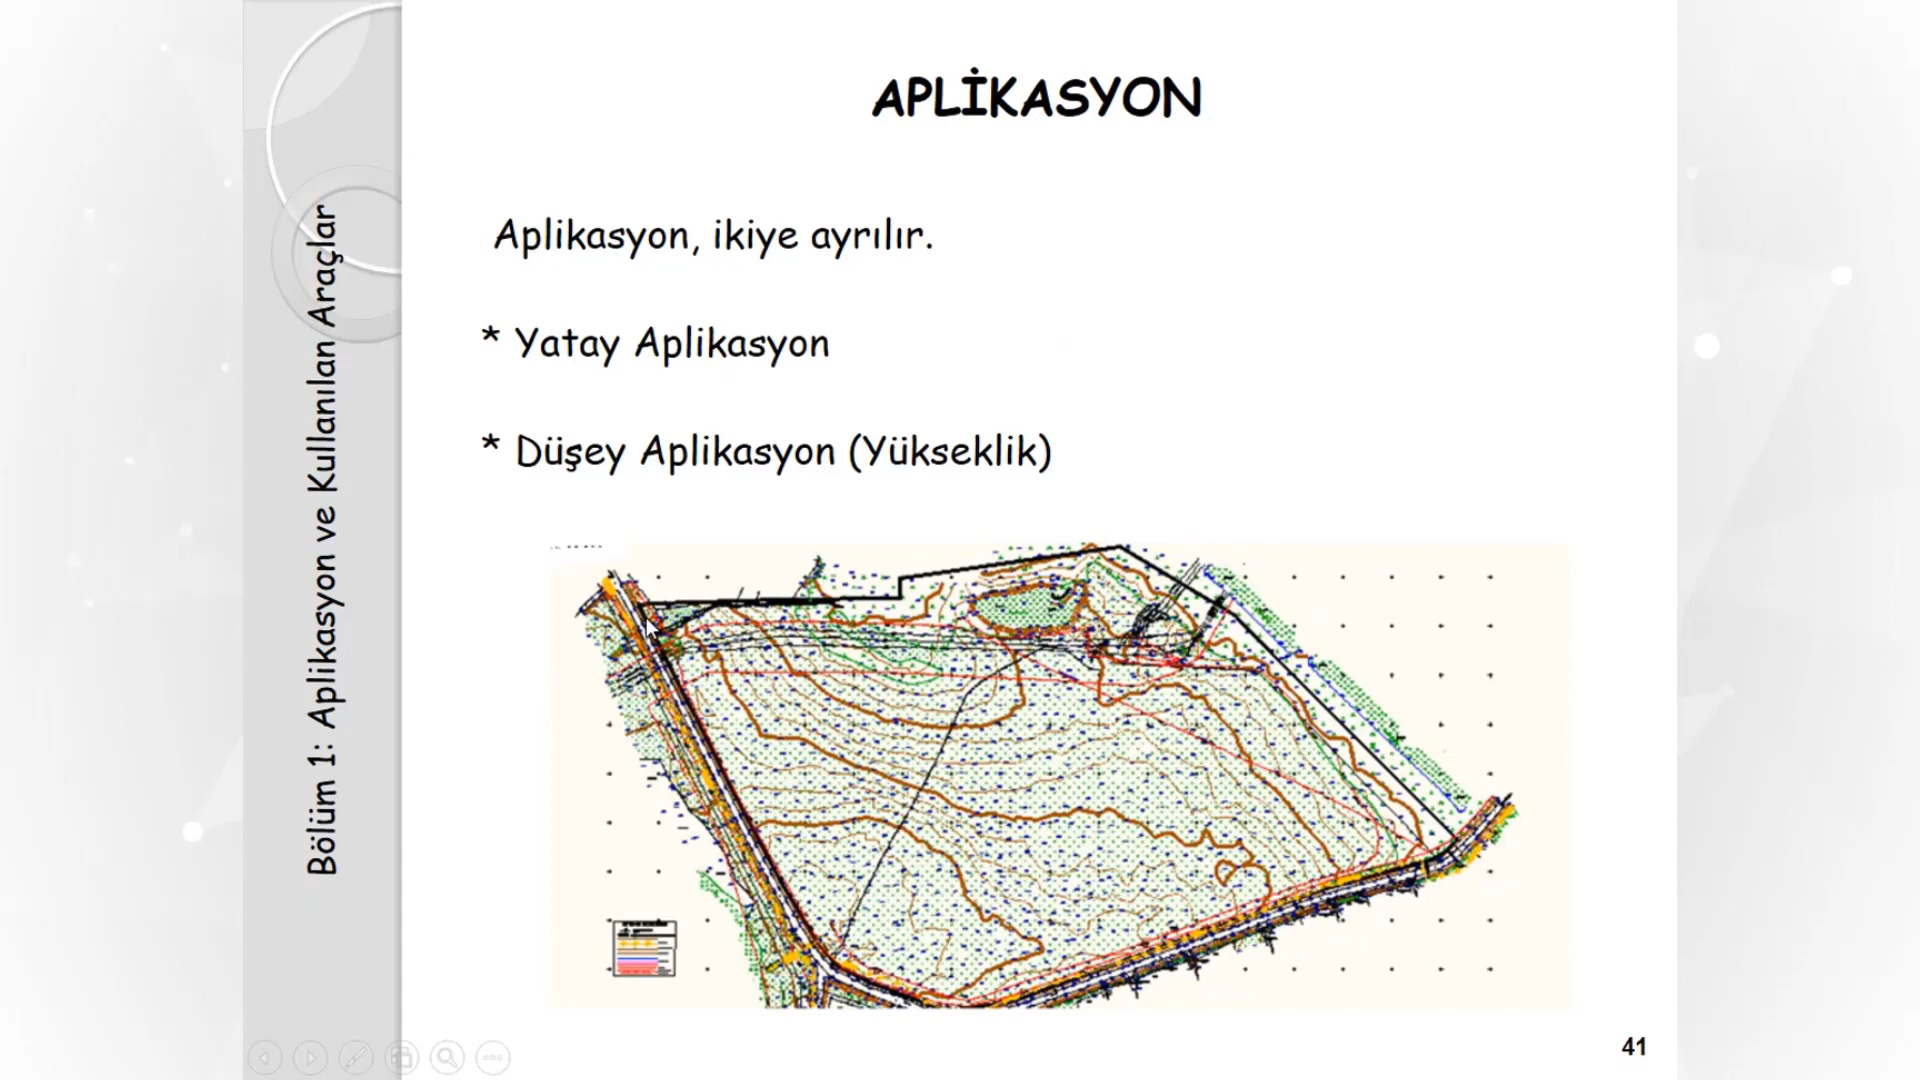 APLİKASYON
Aplikasyon, ikiye ayrılır.
* Yatay Aplikasyon
* Düşey Aplikasyon (Yükseklik)
Bölüm 1: Aplikasyon ve Kullanılan Araçlar
41